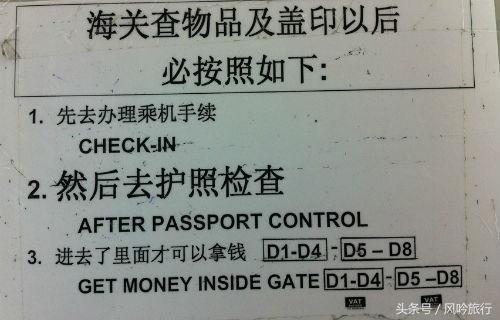 海关查物品及盖印以后
必按照如下:
1. 先去办理乘机手续
CHECK-IN
2. 然后去护照检查
AFTER PASSPORT CONTROL
3. 进去了里面才可以拿钱 D1-D4 - D5 – D8
GET MONEY INSIDE GATE D1-D4 - D5 –D8
VAT VAT
头条号 / 风吟旅行